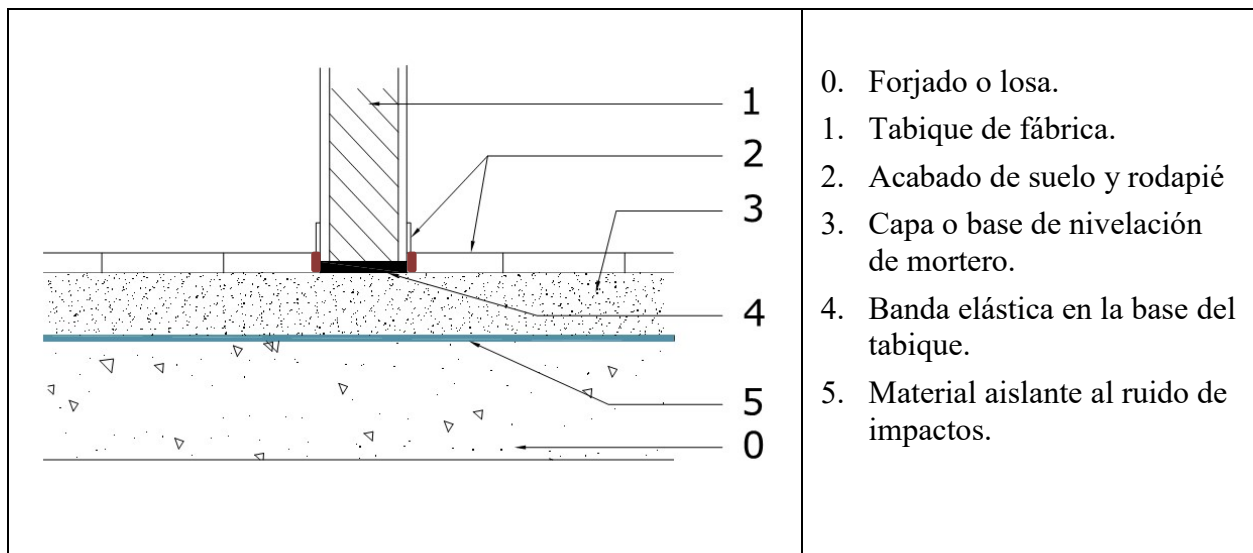 1
2
3
4
5
0
0. Forjado o losa.
1. Tabique de fábrica.
2. Acabado de suelo y rodapié
3. Capa o base de nivelación
de mortero.
4. Banda elástica en la base del
tabique.
5. Material aislante al ruido de
impactos.